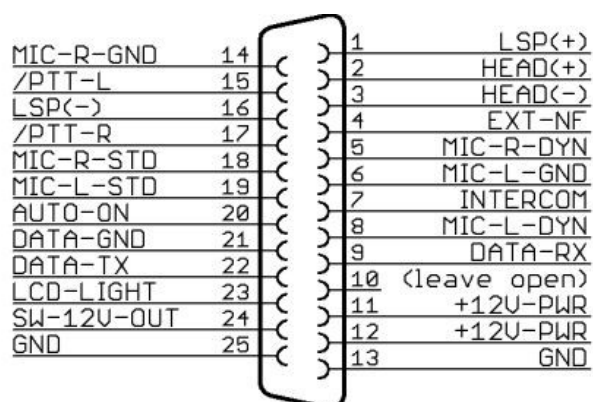 MIC-R-GND 14
/PTT-L 15
LSP(-) 16
/PTT-R 17
MIC-R-STD 18
MIC-L-STD 19
AUTO-ON 20
DATA-GND 21
DATA-TX 22
LCD-LIGHT 23
SW-12V-OUT 24
GND 25
1 LSP(+)
2 HEAD(+)
3 HEAD(-)
4 EXT-NF
5 MIC-R-DYN
6 MIC-L-GND
7 INTERCOM
8 MIC-L-DYN
9 DATA-RX
10 (leave open)
11 +12V-PWR
12 +12V-PWR
13 GND